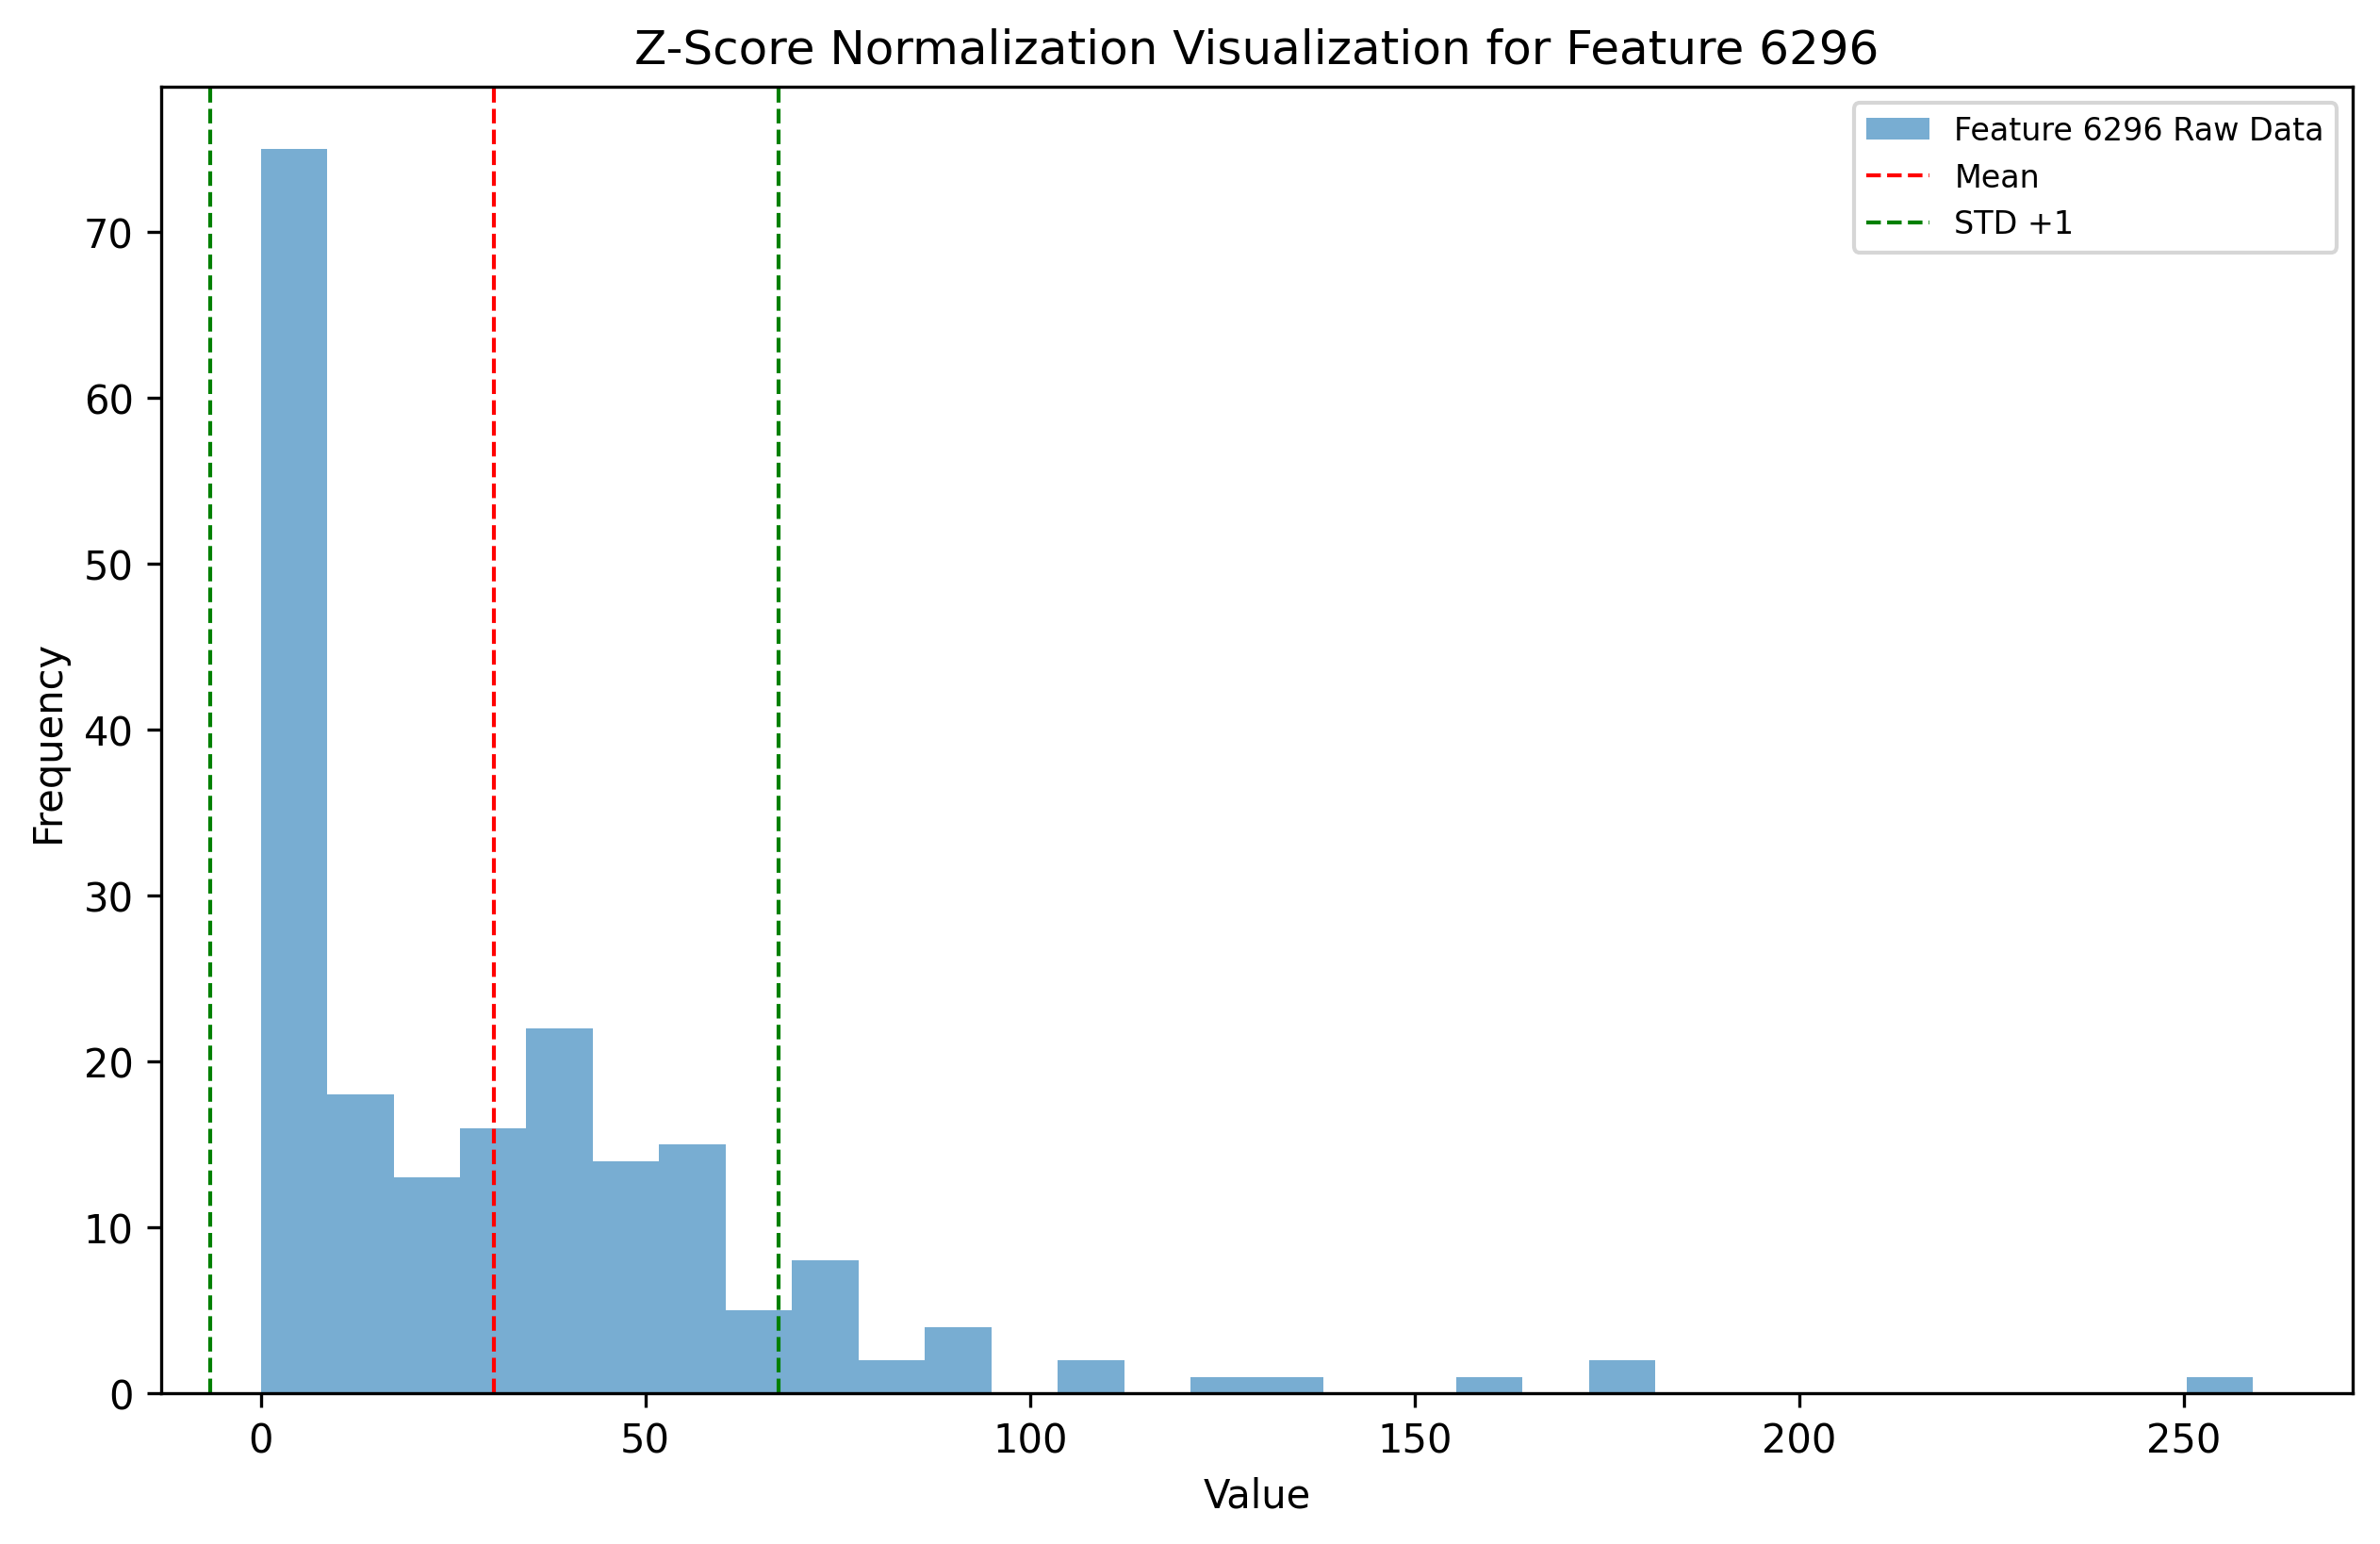 Z-Score Normalization Visualization for Feature 6296
Feature 6296 Raw Data
Mean
STD +1
Frequency
70
60
50
40
30
20
10
0
0 50 100 150 200 250
Value